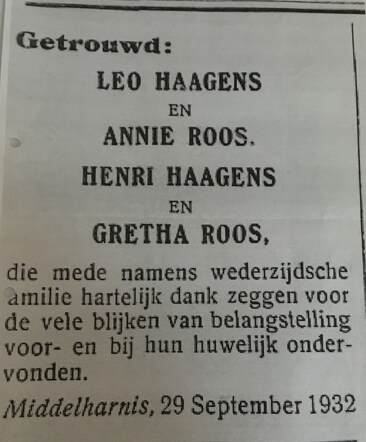 Getrouwd:
LEO HAAGENS
EN
ANNIE ROOS.
HENRI HAAGENS
EN
GRETHA ROOS,
die mede namens wederzijdsche
amilie hartelijk dank zeggen voor
de vele blijken van belangstelling
voor- en bij hun huwelijk onder-
vonden.
Middelharnis, 29 September 1932